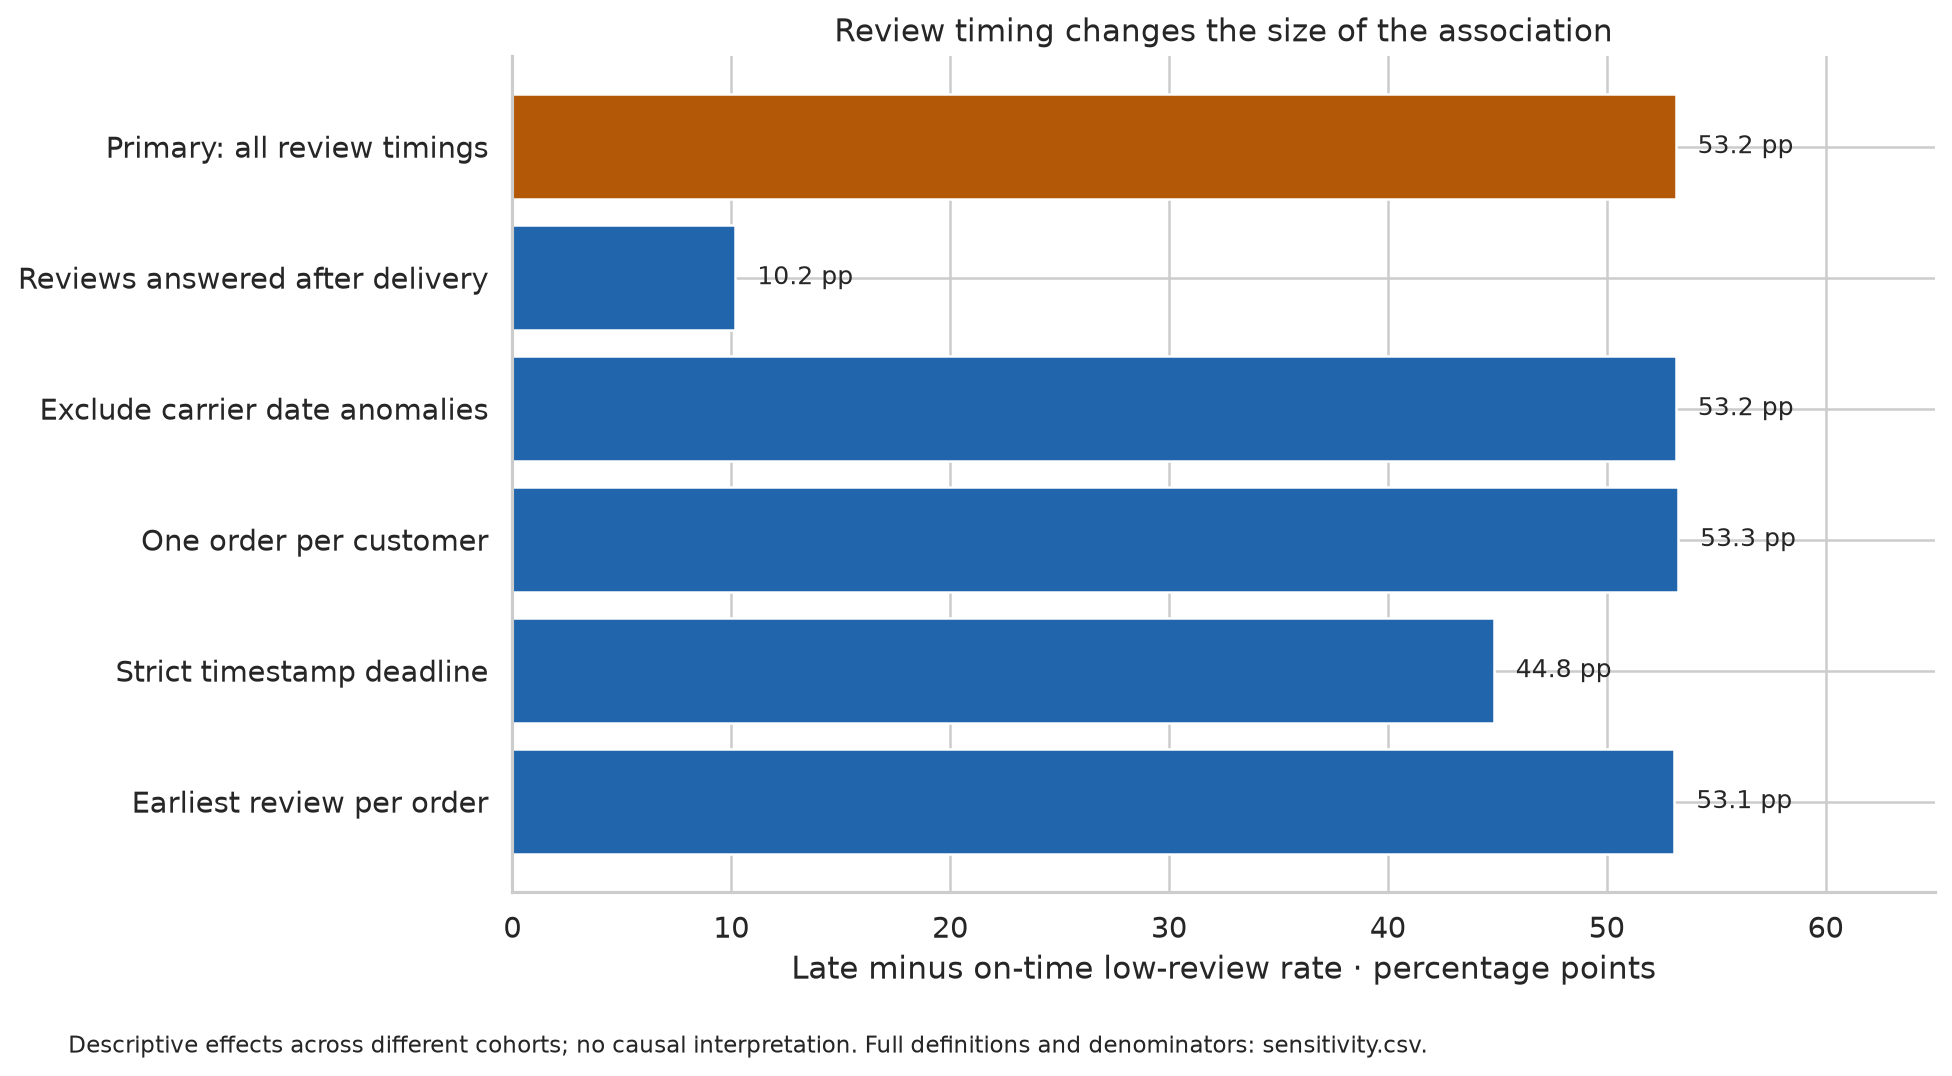 Review timing changes the size of the association
Primary: all review timings
53.2 pp
Reviews answered after delivery
10.2 pp
Exclude carrier date anomalies
53.2 pp
One order per customer
53.3 pp
Strict timestamp deadline
44.8 pp
Earliest review per order
53.1 pp
0 10 20 30 40 50 60
Late minus on-time low-review rate · percentage points
Descriptive effects across different cohorts; no causal interpretation. Full definitions and denominators: sensitivity.csv.